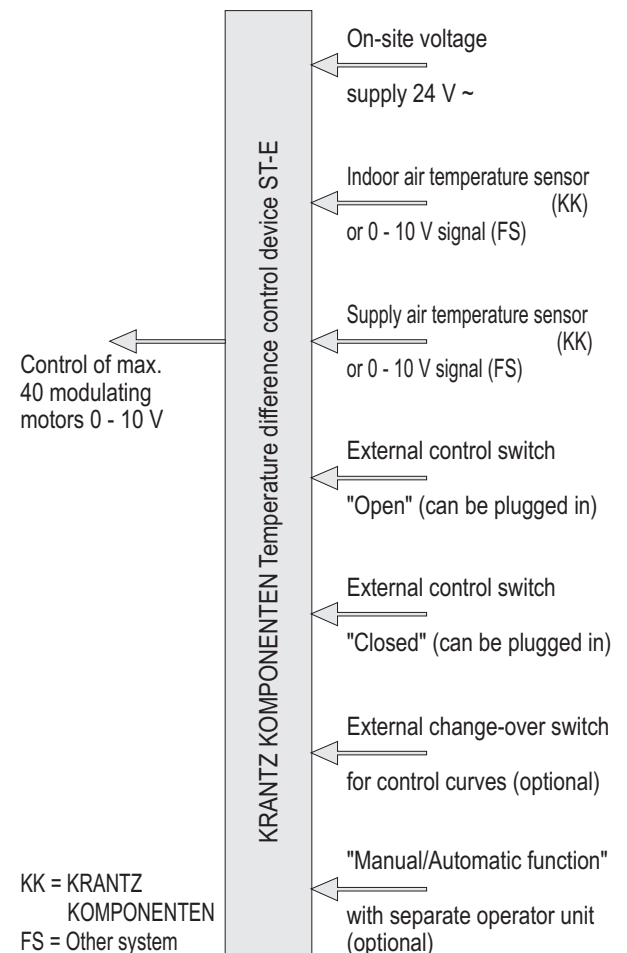 On-site voltage
supply 24 V ~
Indoor air temperature sensor
(KK)
or 0 - 10 V signal (FS)
Supply air temperature sensor
(KK)
or 0 - 10 V signal (FS)
External control switch
"Open" (can be plugged in)
External control switch
"Closed" (can be plugged in)
External change-over switch
for control curves (optional)
"Manual/Automatic function"
with separate operator unit
(optional)
KRANTZ KOMPONENTEN Temperature difference control device ST-E
Control of max.
40 modulating
motors 0 - 10 V
KK = KRANTZ
KOMPONENTEN
FS = Other system